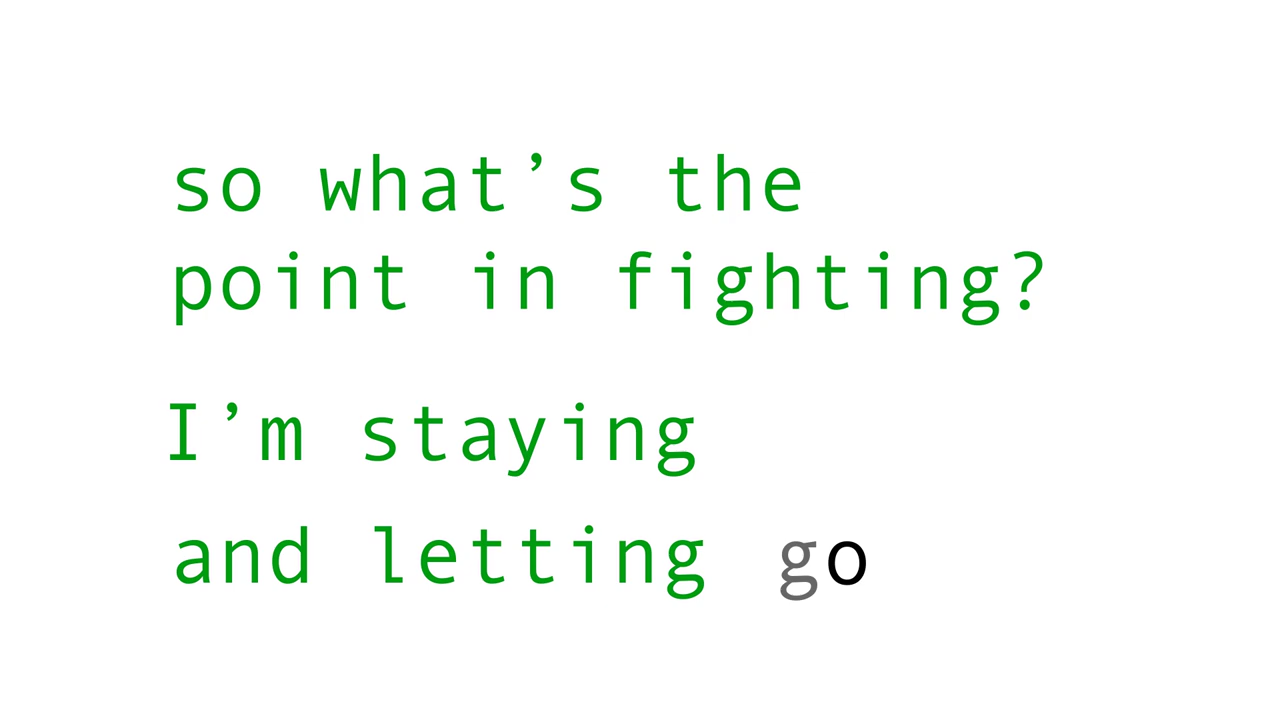 so what’s the
point in fighting?
I’m staying
and letting go